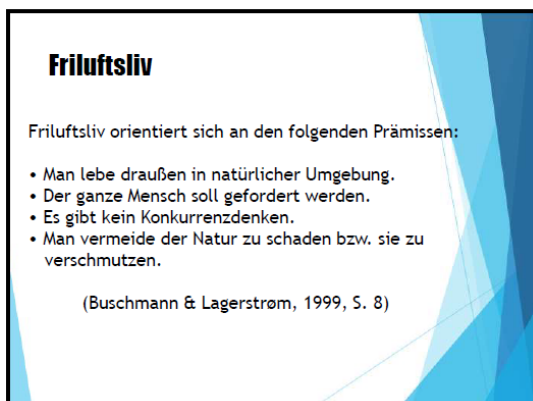 Friluftsliv
Friluftsliv orientiert sich an den folgenden Prämissen:
• Man lebe draußen in natürlicher Umgebung.
• Der ganze Mensch soll gefordert werden.
• Es gibt kein Konkurrenzdenken.
• Man vermeide der Natur zu schaden bzw. sie zu
verschmutzen.
(Buschmann & Lagerstrøm, 1999, S. 8)